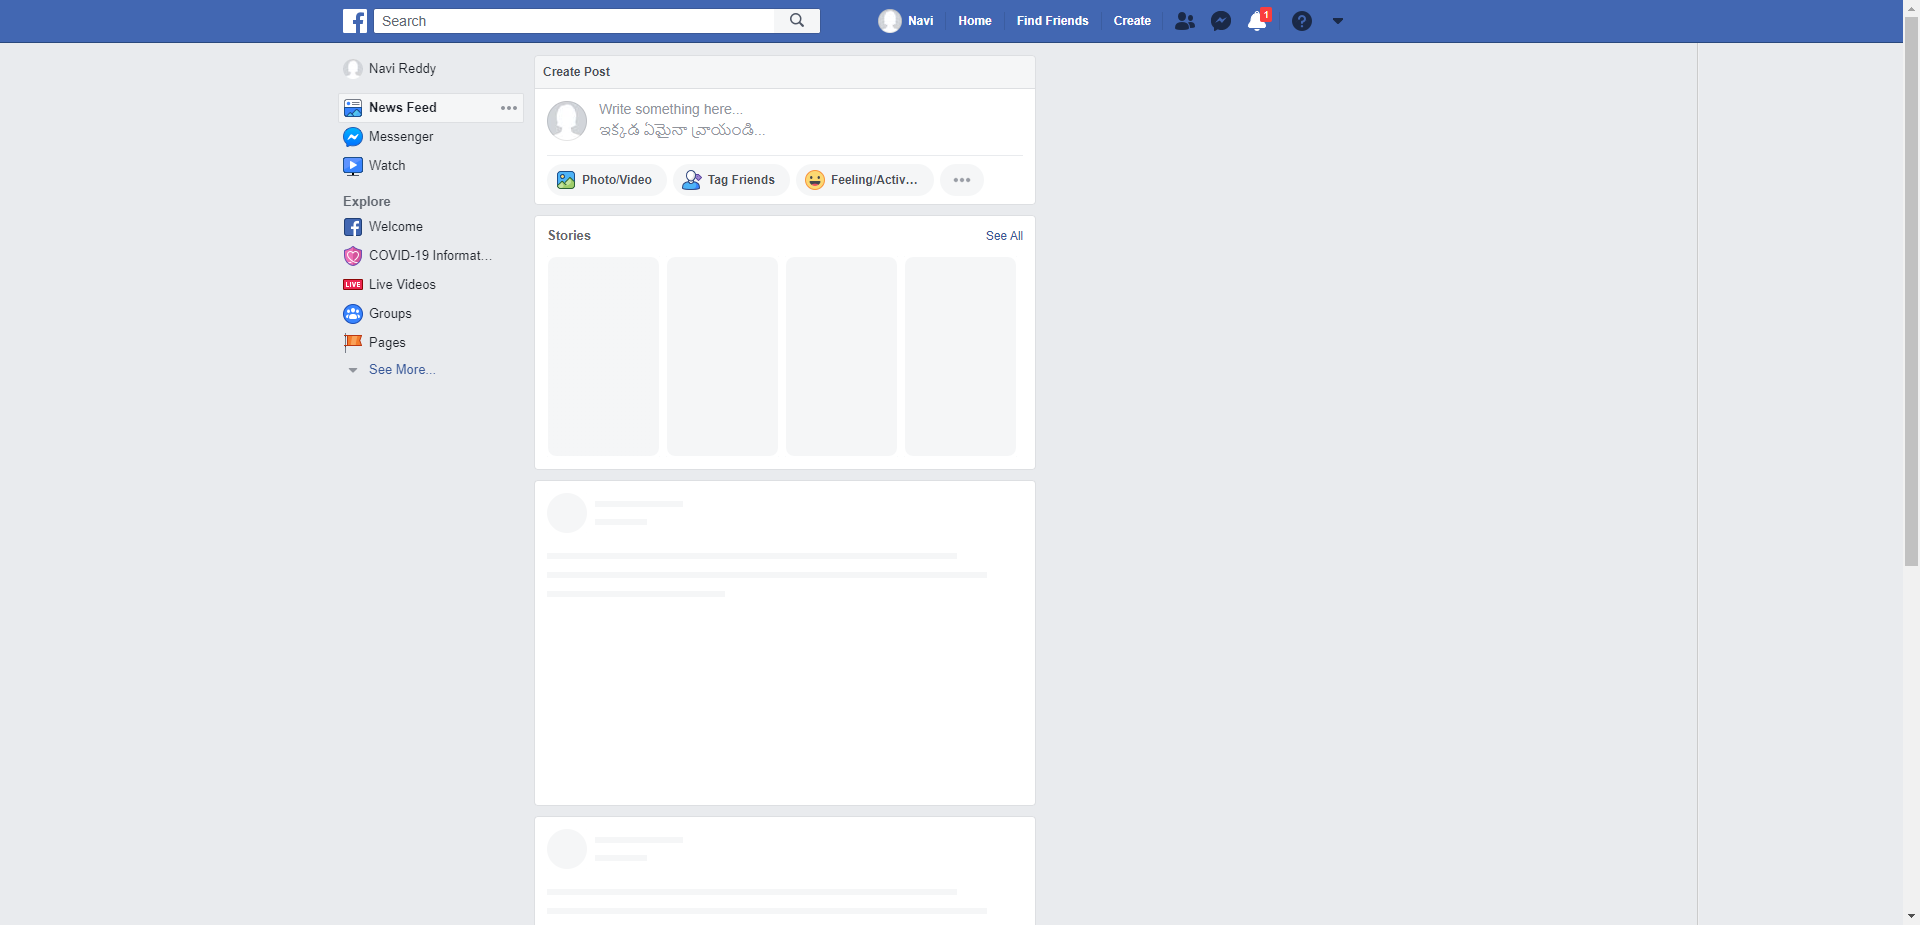 Search
Navi
Home
Find Friends
Create
1
Navi Reddy
News Feed
Messenger
Watch
Explore
Welcome
COVID-19 Informat...
LIVE Live Videos
Groups
Pages
See More...
Create Post
Write something here...
ఇక్కడ ఏమైనా వ్రాయండి...
Photo/Video
Tag Friends
Feeling/Activ...
Stories
See All